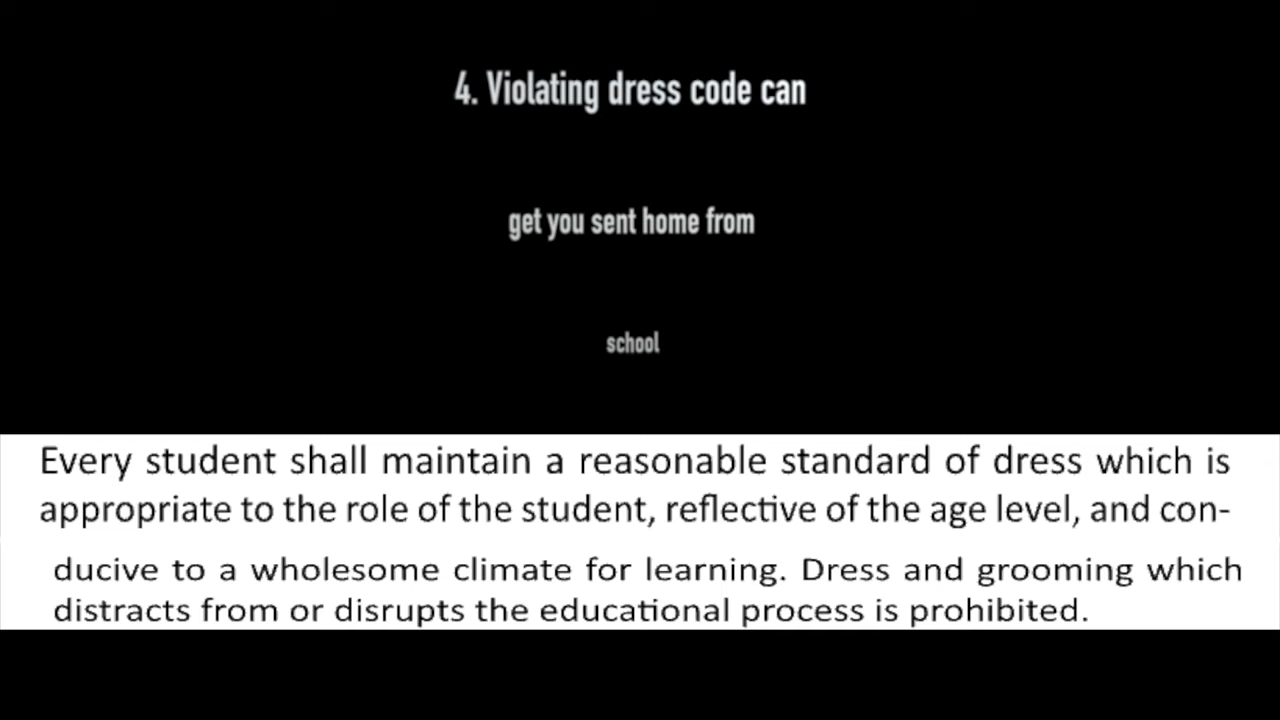 4. Violating dress code can
get you sent home from
school
Every student shall maintain a reasonable standard of dress which is
appropriate to the role of the student, reflective of the age level, and con-
ducive to a wholesome climate for learning. Dress and grooming which
distracts from or disrupts the educational process is prohibited.